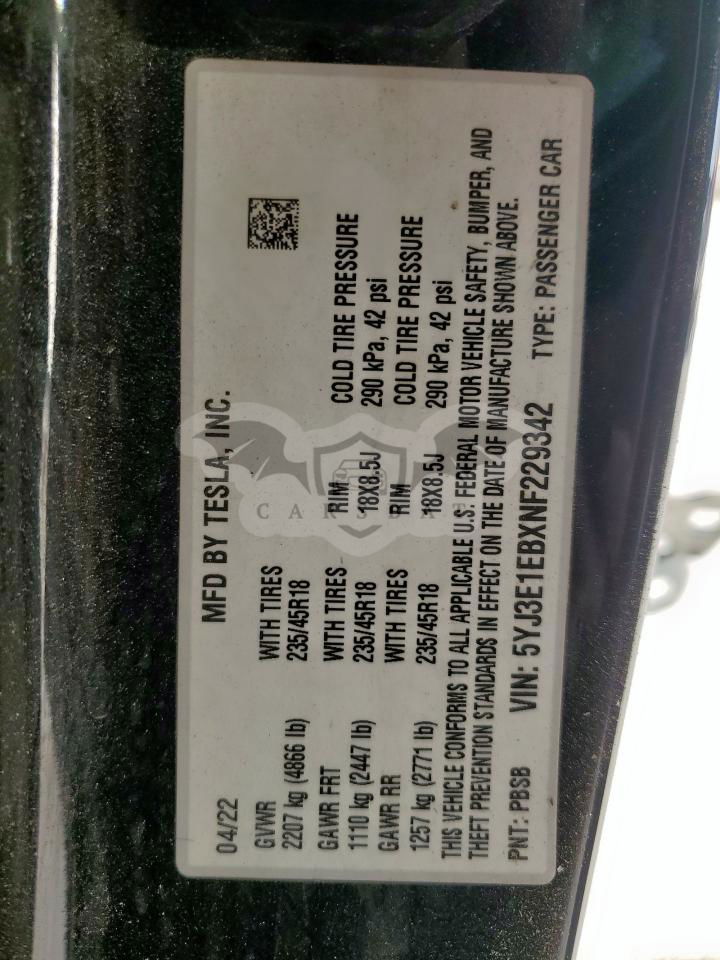 MFD BY TESLA, INC.
04/22
GVWR WITH TIRES
2207 kg (4866 lb) 235/45R18
GAWR FRT WITH TIRES RIM COLD TIRE PRESSURE
1110 kg (2447 lb) 235/45R18 18X8.5J 290 kPa, 42 psi
GAWR RR WITH TIRES RIM COLD TIRE PRESSURE
1257 kg (2771 lb) 235/45R18 18X8.5J 290 kPa, 42 psi
THIS VEHICLE CONFORMS TO ALL APPLICABLE U.S. FEDERAL MOTOR VEHICLE SAFETY, BUMPER, AND
THEFT PREVENTION STANDARDS IN EFFECT ON THE DATE OF MANUFACTURE SHOWN ABOVE.
PNT: PBSB VIN: 5YJ3E1EBXNF229342 TYPE: PASSENGER CAR